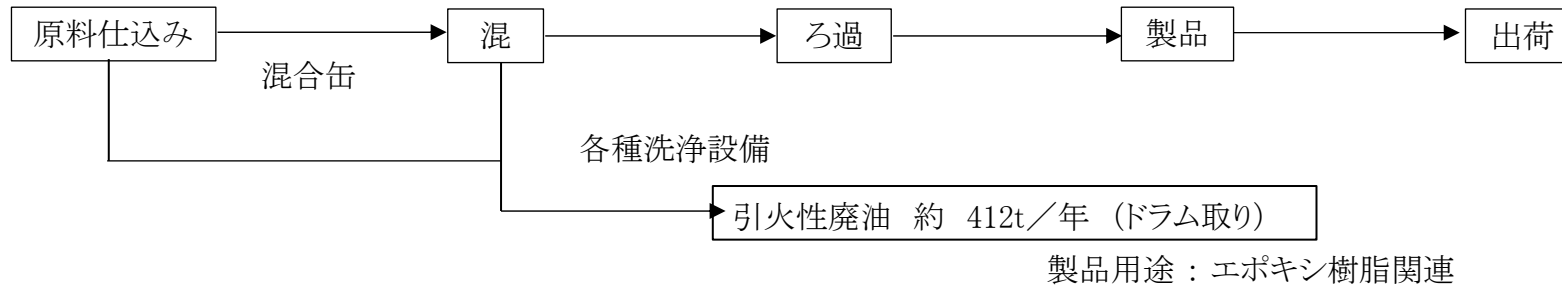 原料仕込み 混 ろ過 製品 出荷
混合缶
各種洗浄設備
引火性廃油 約 412t/年 (ドラム取り)
製品用途:エポキシ樹脂関連